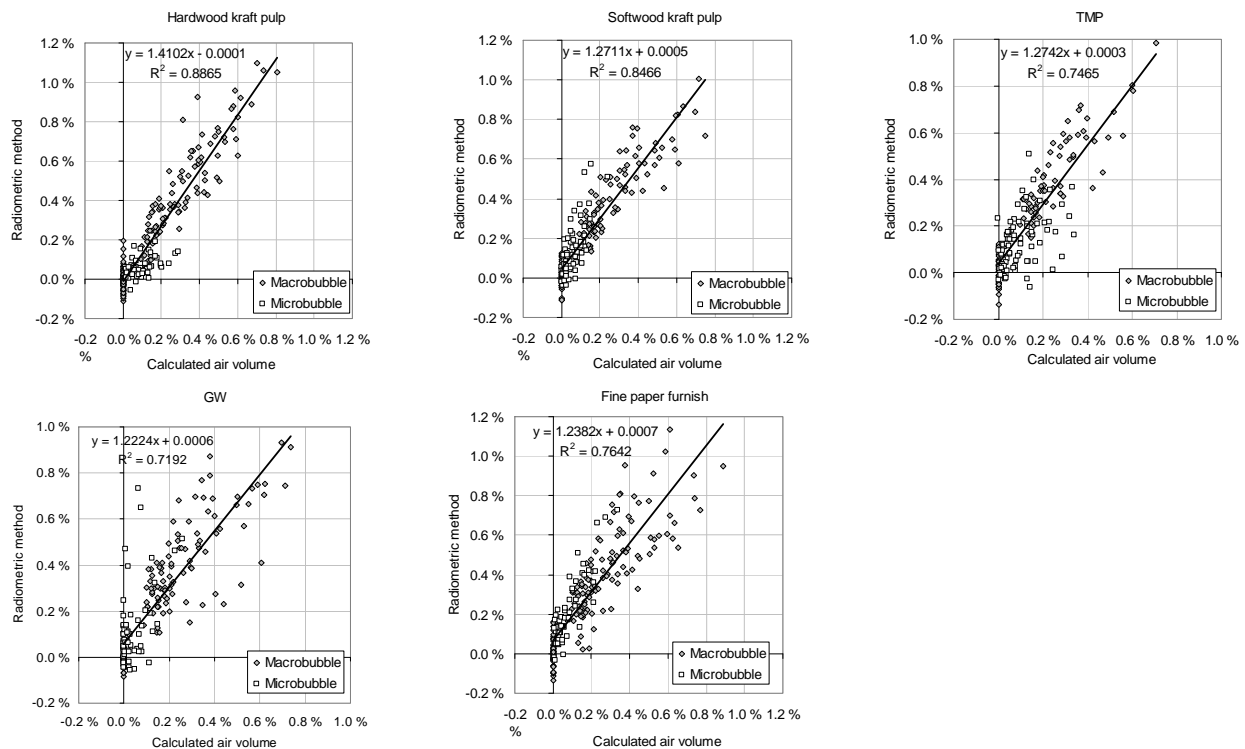 Hardwood kraft pulp
1.2 %
1.0 %
0.8 %
0.6 %
0.4 %
0.2 %
0.0 %
-0.2 %
y = 1.4102x - 0.0001
R² = 0.8865
Radiometric method
Macrobubble
Microbubble
-0.2 % 0.0 % 0.2 % 0.4 % 0.6 % 0.8 % 1.0 % 1.2 %
Calculated air volume
Softwood kraft pulp
1.2 %
1.0 %
0.8 %
0.6 %
0.4 %
0.2 %
0.0 %
-0.2 %
y = 1.2711x + 0.0005
R² = 0.8466
Radiometric method
Macrobubble
Microbubble
-0.2 % 0.0 % 0.2 % 0.4 % 0.6 % 0.8 % 1.0 % 1.2 %
Calculated air volume
TMP
1.0 %
0.8 %
0.6 %
0.4 %
0.2 %
0.0 %
-0.2 %
y = 1.2742x + 0.0003
R² = 0.7465
Radiometric method
Macrobubble
Microbubble
-0.2 % 0.0 % 0.2 % 0.4 % 0.6 % 0.8 % 1.0 %
Calculated air volume
GW
1.0 %
0.8 %
0.6 %
0.4 %
0.2 %
0.0 %
-0.2 %
y = 1.2224x + 0.0006
R² = 0.7192
Radiometric method
Macrobubble
Microbubble
-0.2 % 0.0 % 0.2 % 0.4 % 0.6 % 0.8 % 1.0 %
Calculated air volume
Fine paper furnish
1.2 %
1.0 %
0.8 %
0.6 %
0.4 %
0.2 %
0.0 %
-0.2 %
y = 1.2382x + 0.0007
R² = 0.7642
Radiometric method
Macrobubble
Microbubble
-0.2 % 0.0 % 0.2 % 0.4 % 0.6 % 0.8 % 1.0 % 1.2 %
Calculated air volume